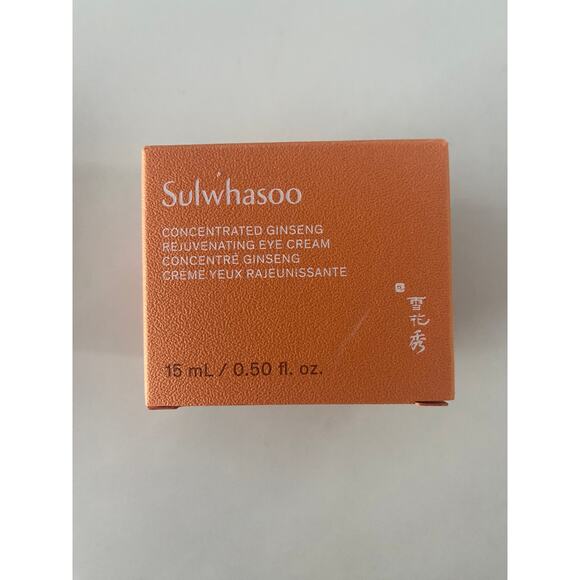 Sulwhasoo
CONCENTRATED GINSENG
REJUVENATING EYE CREAM
CONCENTRÉ GINSENG
CRÈME YEUX RAJEUNISSANTE
雪花秀
15 mL / 0.50 fl. oz.